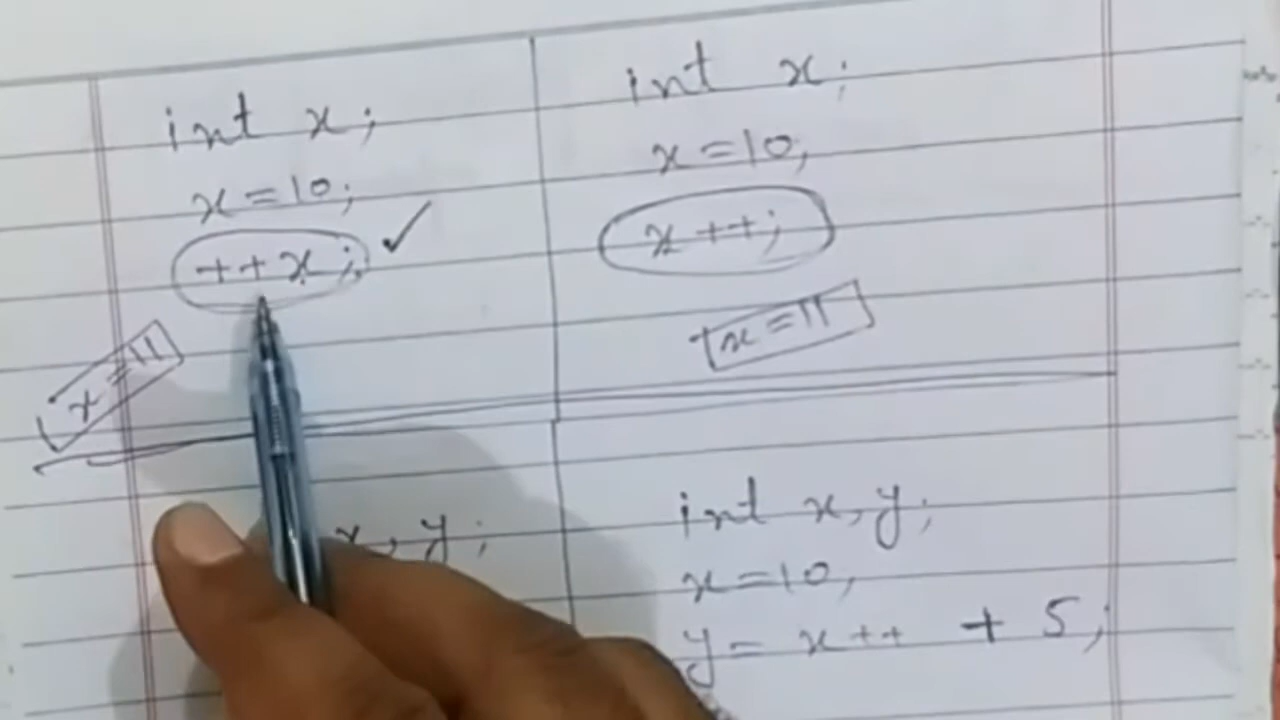 int x;
x = 10;
++x; ✓
x = 11
int x;
x = 10;
x++;
x = 11
x, y;
int x, y;
x = 10,
y = x++ + 5;